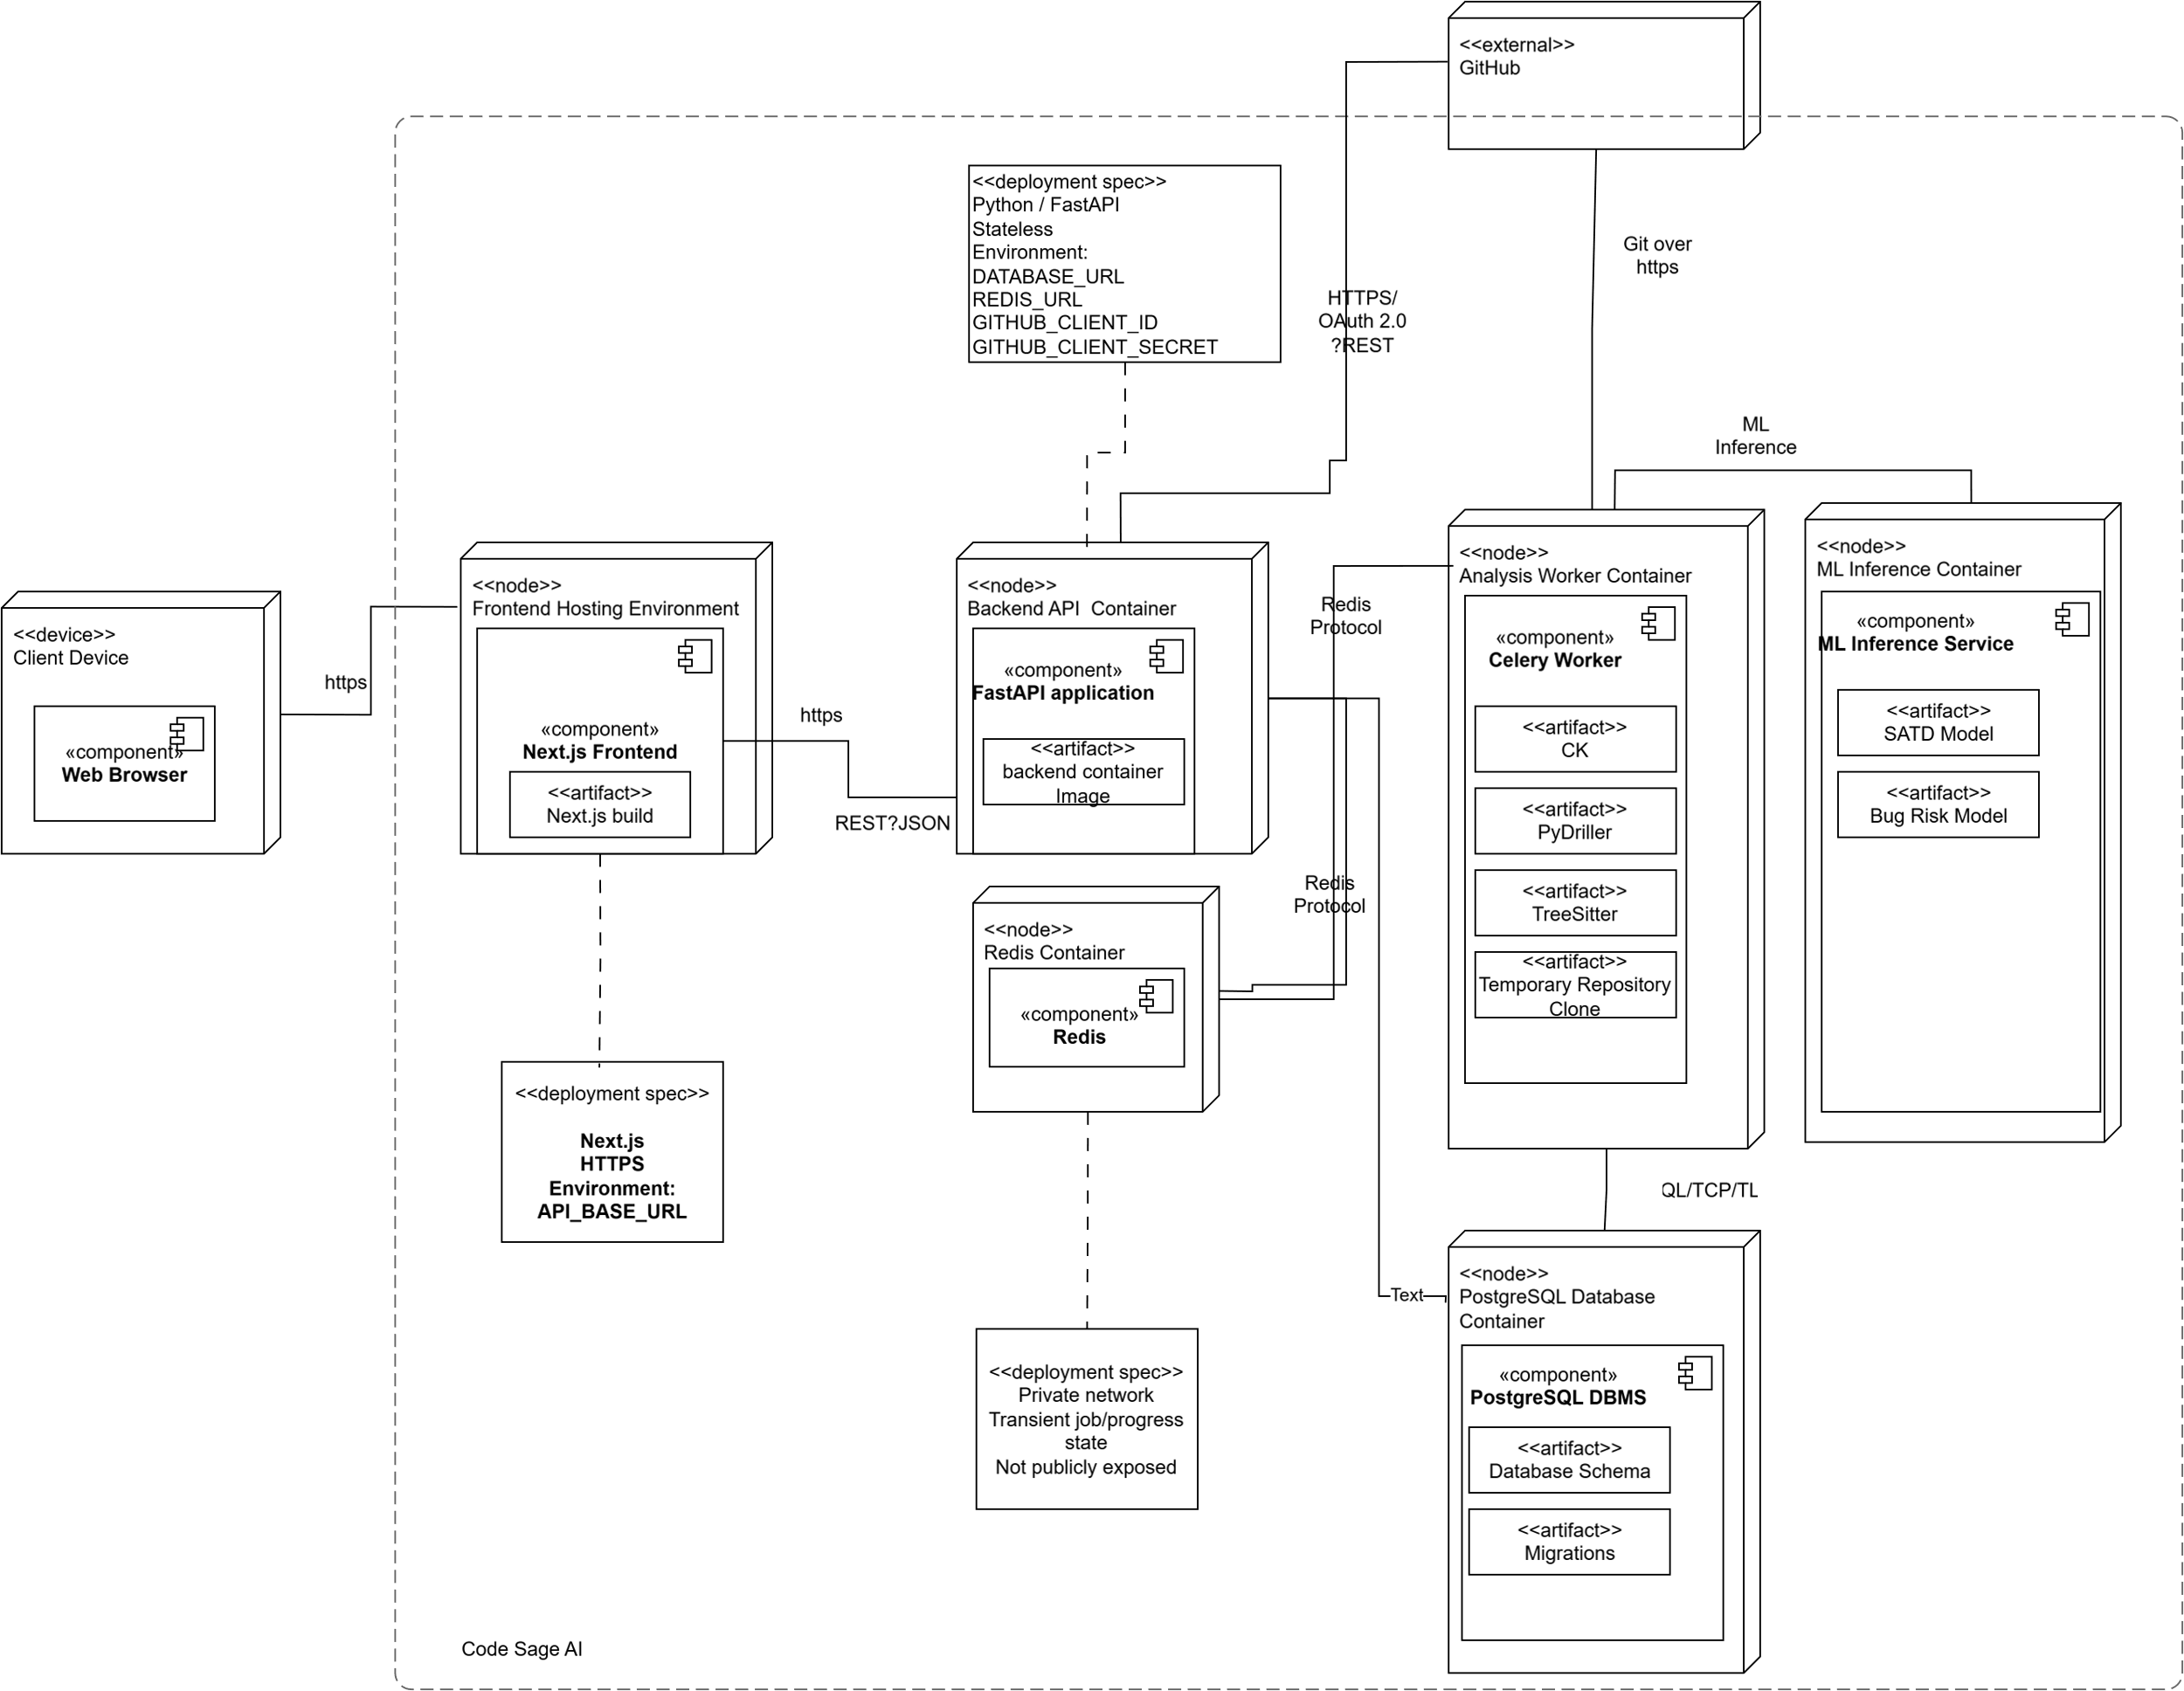 <<external>>
GitHub
<<deployment spec>>
Python / FastAPI
Stateless
Environment:
DATABASE_URL
REDIS_URL
GITHUB_CLIENT_ID
GITHUB_CLIENT_SECRET
Git over
https
HTTPS/
OAuth 2.0
?REST
ML
Inference
<<device>>
Client Device
«component»
Web Browser
https
<<node>>
Frontend Hosting Environment
«component»
Next.js Frontend
<<artifact>>
Next.js build
https
REST?JSON
<<node>>
Backend API  Container
«component»
FastAPI application
<<artifact>>
backend container
Image
Redis
Protocol
<<node>>
Analysis Worker Container
«component»
Celery Worker
<<artifact>>
CK
<<artifact>>
PyDriller
<<artifact>>
TreeSitter
<<artifact>>
Temporary Repository
Clone
<<node>>
ML Inference Container
«component»
ML Inference Service
<<artifact>>
SATD Model
<<artifact>>
Bug Risk Model
Redis
Protocol
<<node>>
Redis Container
«component»
Redis
<<deployment spec>>
Next.js
HTTPS
Environment:
API_BASE_URL
QL/TCP/TL
Text
<<node>>
PostgreSQL Database
Container
«component»
PostgreSQL DBMS
<<artifact>>
Database Schema
<<artifact>>
Migrations
<<deployment spec>>
Private network
Transient job/progress
state
Not publicly exposed
Code Sage AI